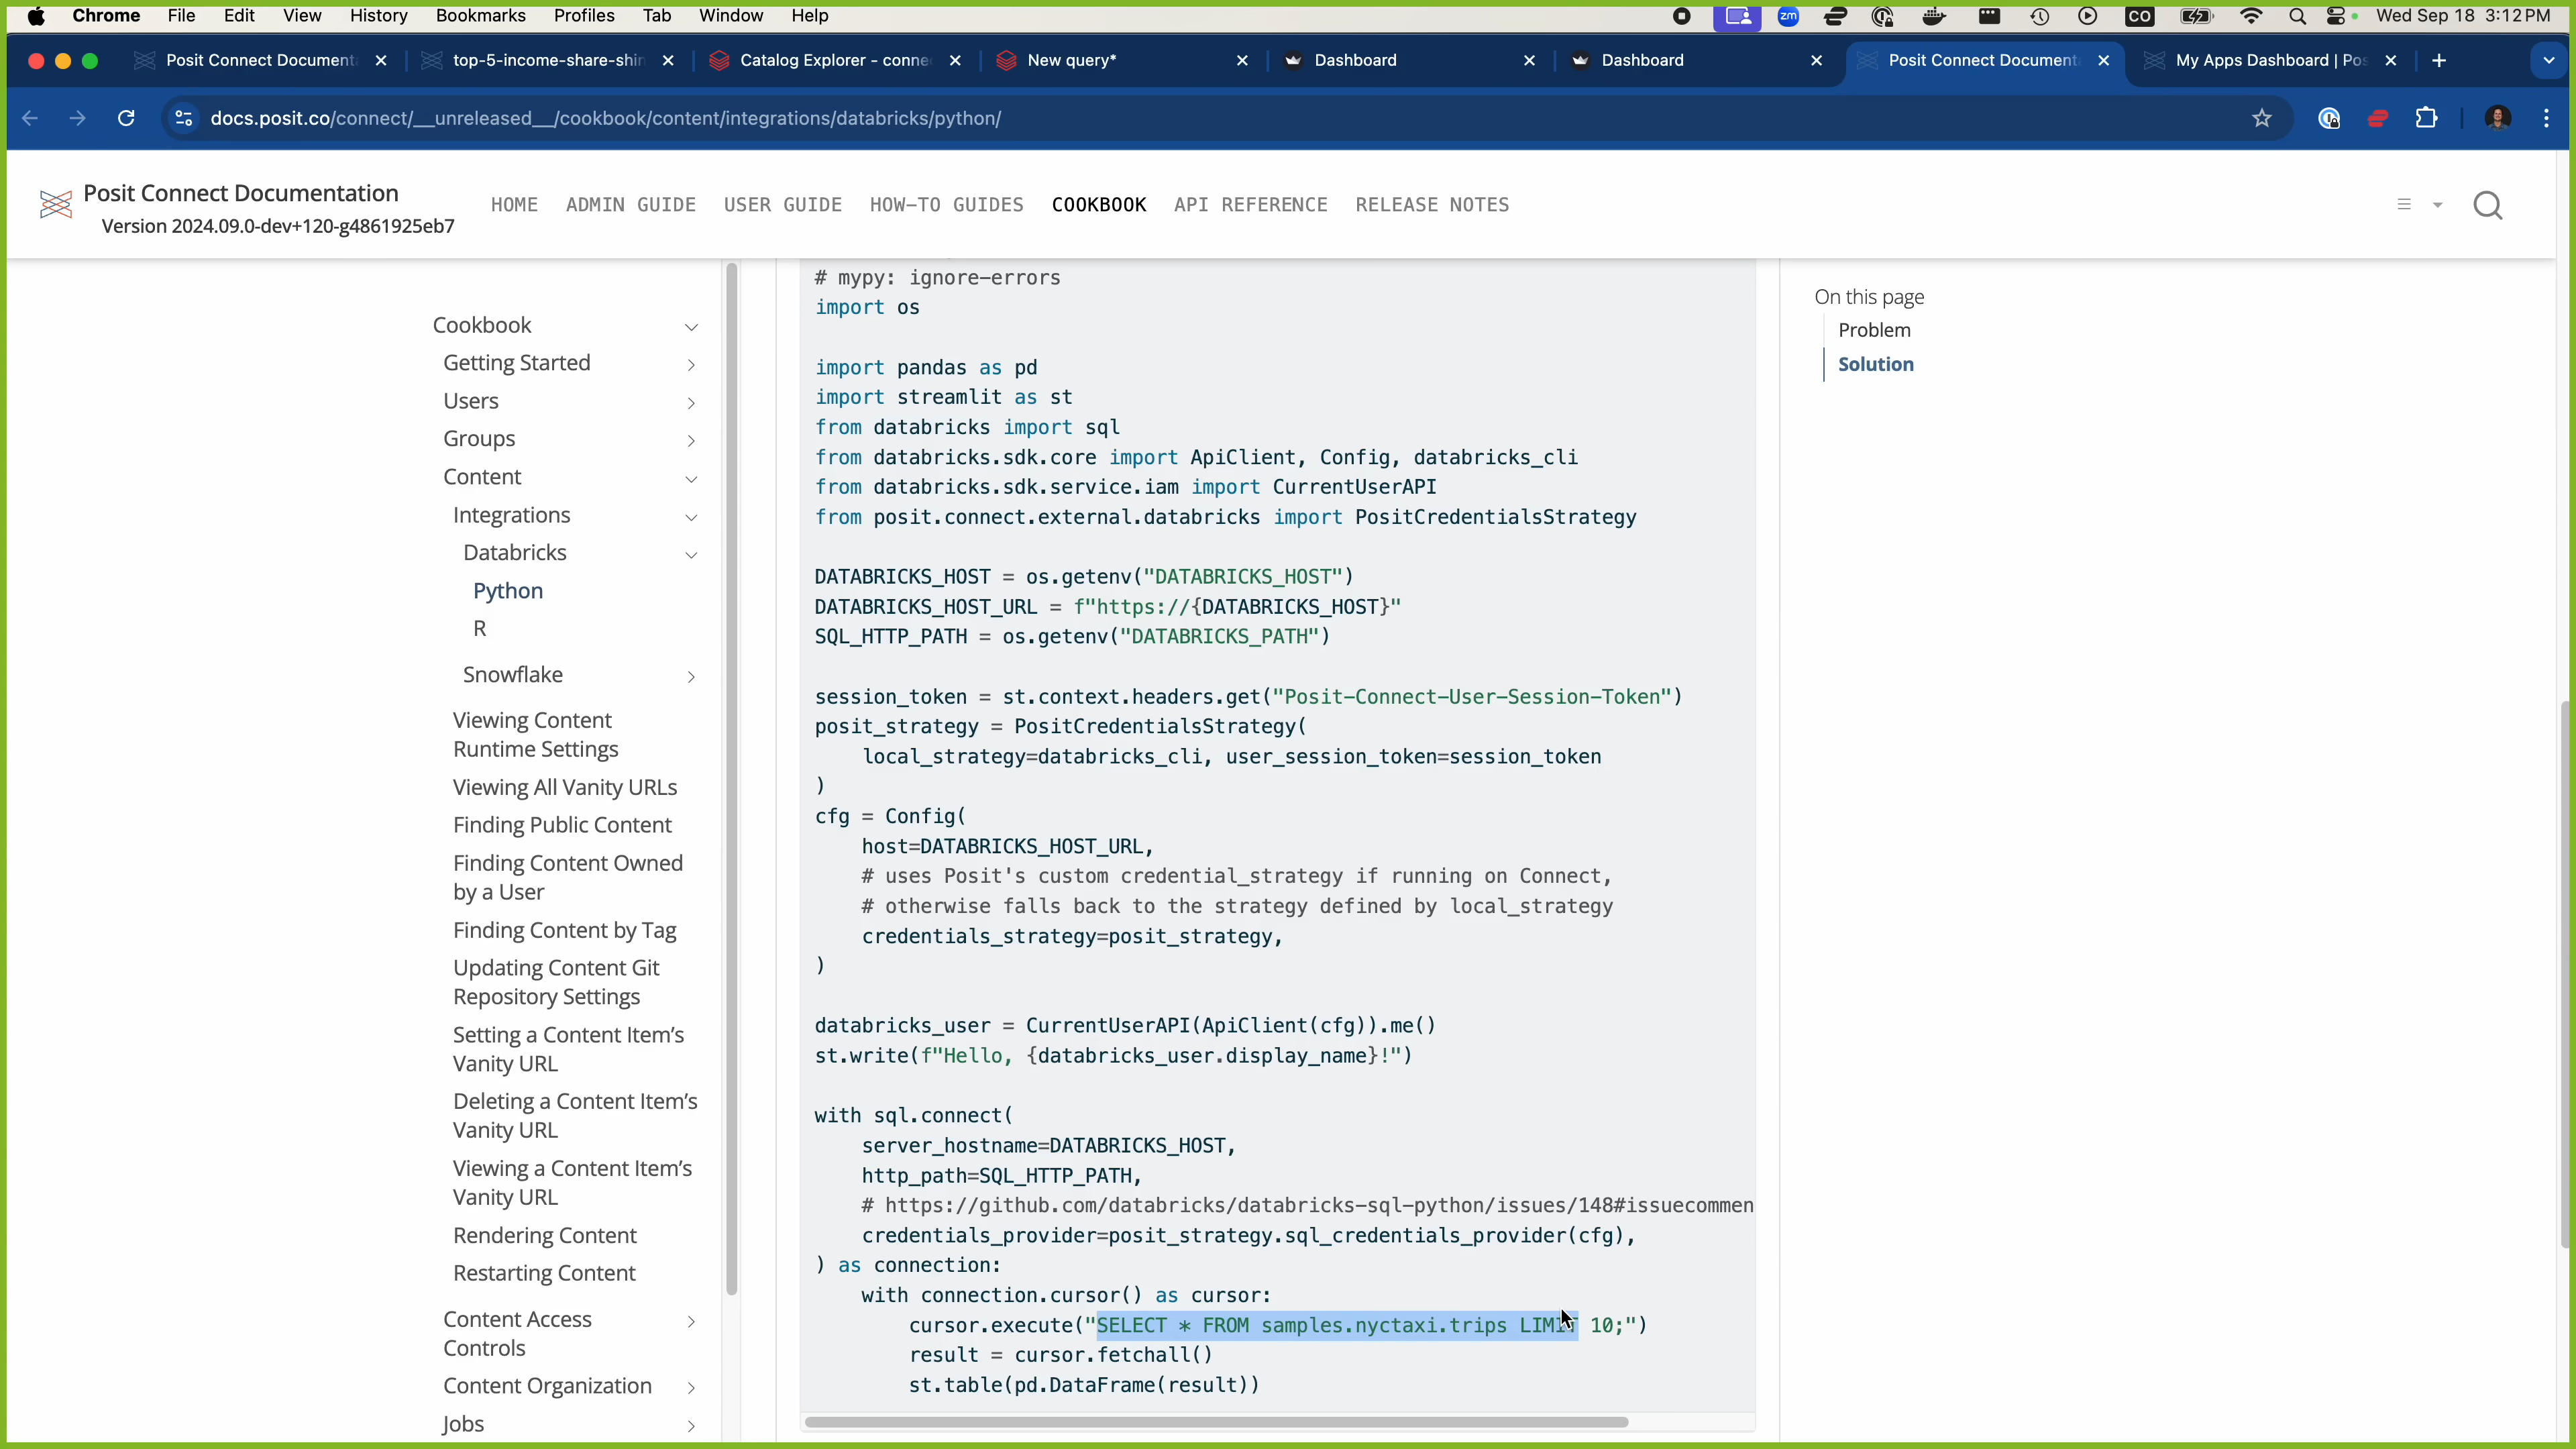 Chrome File Edit View History Bookmarks Profiles Tab Window Help
zm CO Wed Sep 18 3:12 PM
Posit Connect Document
top-5-income-share-shin
Catalog Explorer - conne
New query*
Dashboard
Dashboard
Posit Connect Document
My Apps Dashboard | Pos
docs.posit.co/connect/__unreleased__/cookbook/content/integrations/databricks/python/
Posit Connect Documentation
Version 2024.09.0-dev+120-g4861925eb7
HOME ADMIN GUIDE USER GUIDE HOW-TO GUIDES COOKBOOK API REFERENCE RELEASE NOTES
Cookbook
Getting Started
Users
Groups
Content
Integrations
Databricks
Python
R
Snowflake
Viewing Content
Runtime Settings
Viewing All Vanity URLs
Finding Public Content
Finding Content Owned
by a User
Finding Content by Tag
Updating Content Git
Repository Settings
Setting a Content Item's
Vanity URL
Deleting a Content Item's
Vanity URL
Viewing a Content Item's
Vanity URL
Rendering Content
Restarting Content
Content Access
Controls
Content Organization
Jobs
# mypy: ignore-errors
import os
import pandas as pd
import streamlit as st
from databricks import sql
from databricks.sdk.core import ApiClient, Config, databricks_cli
from databricks.sdk.service.iam import CurrentUserAPI
from posit.connect.external.databricks import PositCredentialsStrategy
DATABRICKS_HOST = os.getenv("DATABRICKS_HOST")
DATABRICKS_HOST_URL = f"https://{DATABRICKS_HOST}"
SQL_HTTP_PATH = os.getenv("DATABRICKS_PATH")
session_token = st.context.headers.get("Posit-Connect-User-Session-Token")
posit_strategy = PositCredentialsStrategy(
local_strategy=databricks_cli, user_session_token=session_token
)
cfg = Config(
host=DATABRICKS_HOST_URL,
# uses Posit's custom credential_strategy if running on Connect,
# otherwise falls back to the strategy defined by local_strategy
credentials_strategy=posit_strategy,
)
databricks_user = CurrentUserAPI(ApiClient(cfg)).me()
st.write(f"Hello, {databricks_user.display_name}!")
with sql.connect(
server_hostname=DATABRICKS_HOST,
http_path=SQL_HTTP_PATH,
# https://github.com/databricks/databricks-sql-python/issues/148#issuecommen
credentials_provider=posit_strategy.sql_credentials_provider(cfg),
) as connection:
with connection.cursor() as cursor:
cursor.execute("SELECT * FROM samples.nyctaxi.trips LIMIT 10;")
result = cursor.fetchall()
st.table(pd.DataFrame(result))
On this page
Problem
Solution